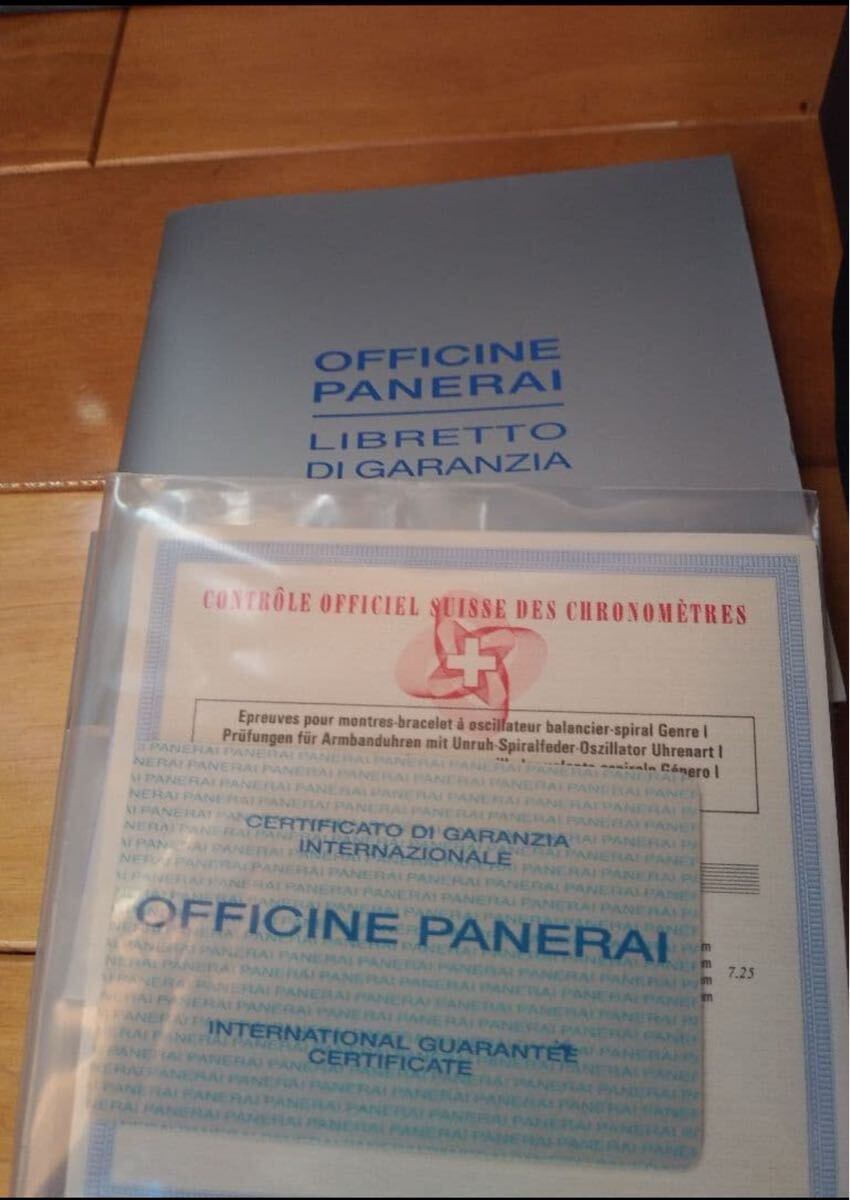 OFFICINE
PANERAI
LIBRETTO
DI GARANZIA
CONTRÔLE OFFICIEL SUISSE DES CHRONOMÈTRES
Epreuves pour montres-bracelet à oscillateur balancier-spiral Genre I
Prüfungen für Armbanduhren mit Unruh-Spiralfeder-Oszillator Uhrenart I
Género I
CERTIFICATO DI GARANZIA
INTERNAZIONALE
OFFICINE PANERAI
7.25
INTERNATIONAL GUARANTEE
CERTIFICATE